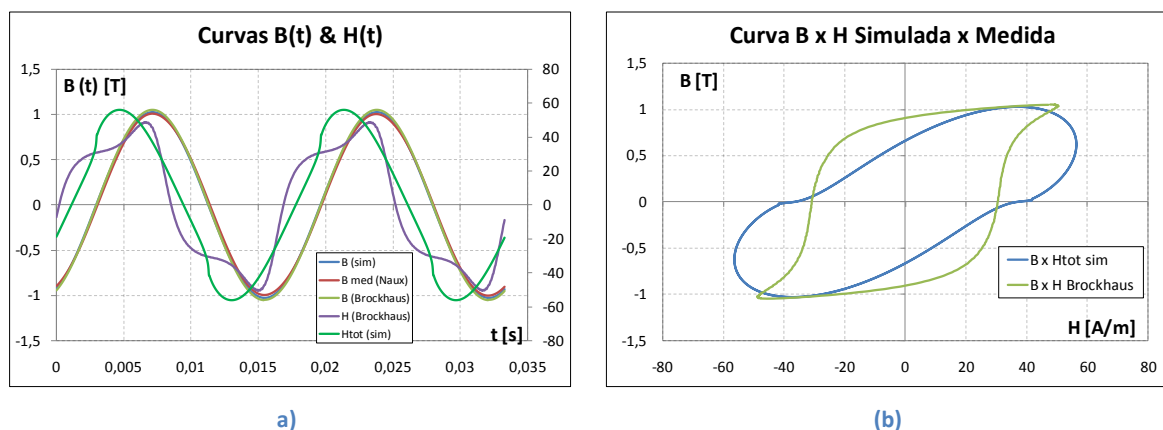 Curvas B(t) & H(t)
B (t) [T]
1,5
1
0,5
0
-0,5
-1
-1,5
80
60
40
20
0
-20
-40
-60
-80
B (sim)
B med (Naux)
B (Brockhaus)
H (Brockhaus)
Htot (sim)
t [s]
0 0,005 0,01 0,015 0,02 0,025 0,03 0,035
a)
Curva B x H Simulada x Medida
B [T]
1,5
1
0,5
0
-0,5
-1
-1,5
B x Htot sim
B x H Brockhaus
H [A/m]
-80 -60 -40 -20 0 20 40 60 80
(b)